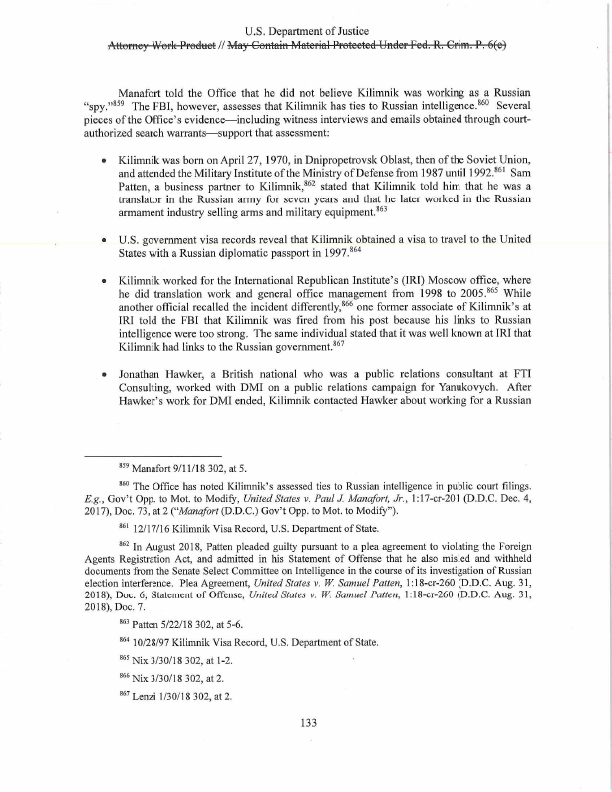 U.S. Department of Justice
Attorney Work Product // May Contain Material Protected Under Fed. R. Crim. P. 6(e)
Manafort told the Office that he did not believe Kilimnik was working as a Russian
“spy.”859 The FBI, however, assesses that Kilimnik has ties to Russian intelligence.860 Several
pieces of the Office’s evidence—including witness interviews and emails obtained through court-
authorized search warrants—support that assessment:
• Kilimnik was born on April 27, 1970, in Dnipropetrovsk Oblast, then of the Soviet Union,
and attended the Military Institute of the Ministry of Defense from 1987 until 1992.861 Sam
Patten, a business partner to Kilimnik,862 stated that Kilimnik told him that he was a
translator in the Russian army for seven years and that he later worked in the Russian
armament industry selling arms and military equipment.863
• U.S. government visa records reveal that Kilimnik obtained a visa to travel to the United
States with a Russian diplomatic passport in 1997.864
• Kilimnik worked for the International Republican Institute’s (IRI) Moscow office, where
he did translation work and general office management from 1998 to 2005.865 While
another official recalled the incident differently,866 one former associate of Kilimnik’s at
IRI told the FBI that Kilimnik was fired from his post because his links to Russian
intelligence were too strong. The same individual stated that it was well known at IRI that
Kilimnik had links to the Russian government.867
• Jonathan Hawker, a British national who was a public relations consultant at FTI
Consulting, worked with DMI on a public relations campaign for Yanukovych. After
Hawker’s work for DMI ended, Kilimnik contacted Hawker about working for a Russian
859 Manafort 9/11/18 302, at 5.
860 The Office has noted Kilimnik’s assessed ties to Russian intelligence in public court filings.
E.g., Gov’t Opp. to Mot. to Modify, United States v. Paul J. Manafort, Jr., 1:17-cr-201 (D.D.C. Dec. 4,
2017), Doc. 73, at 2 (“Manafort (D.D.C.) Gov’t Opp. to Mot. to Modify”).
861 12/17/16 Kilimnik Visa Record, U.S. Department of State.
862 In August 2018, Patten pleaded guilty pursuant to a plea agreement to violating the Foreign
Agents Registration Act, and admitted in his Statement of Offense that he also misled and withheld
documents from the Senate Select Committee on Intelligence in the course of its investigation of Russian
election interference. Plea Agreement, United States v. W. Samuel Patten, 1:18-cr-260 (D.D.C. Aug. 31,
2018), Doc. 6; Statement of Offense, United States v. W. Samuel Patten, 1:18-cr-260 (D.D.C. Aug. 31,
2018), Doc. 7.
863 Patten 5/22/18 302, at 5-6.
864 10/28/97 Kilimnik Visa Record, U.S. Department of State.
865 Nix 3/30/18 302, at 1-2.
866 Nix 3/30/18 302, at 2.
867 Lenzi 1/30/18 302, at 2.
133